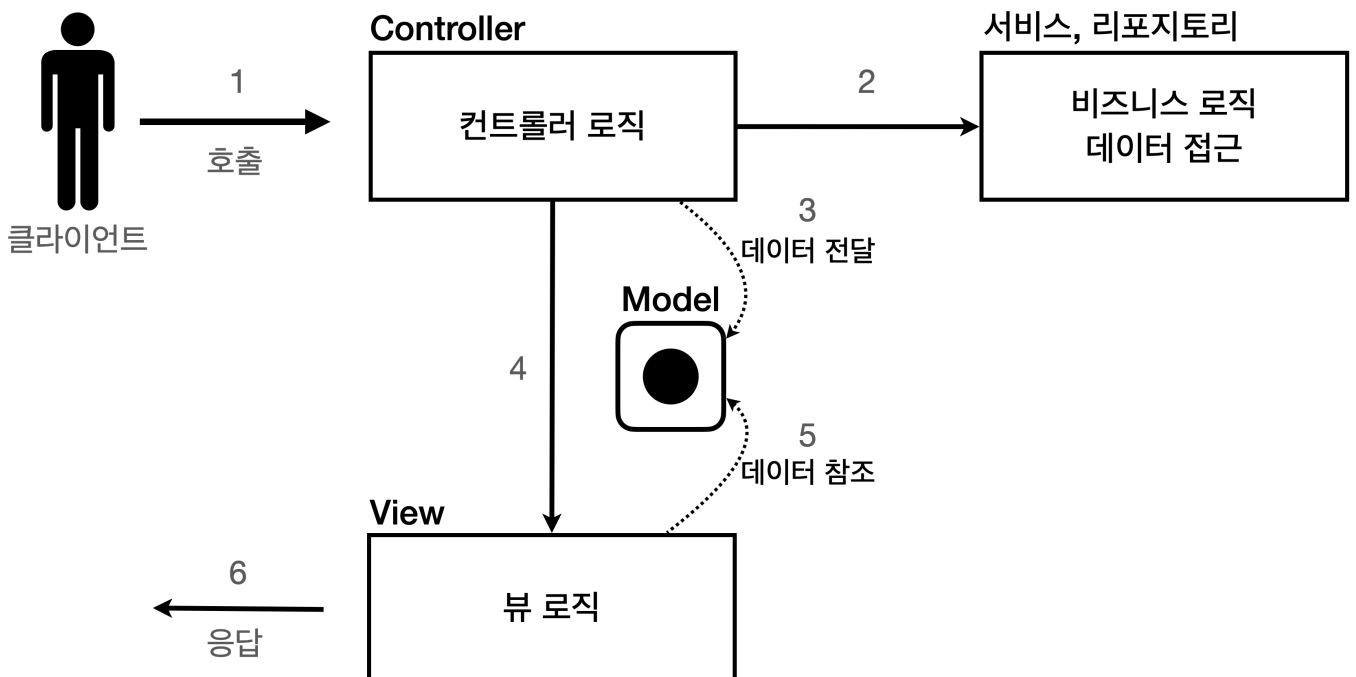 Controller
서비스, 리포지토리
1
호출
클라이언트
컨트롤러 로직
2
비즈니스 로직
데이터 접근
3
데이터 전달
Model
4
5
데이터 참조
View
뷰 로직
6
응답